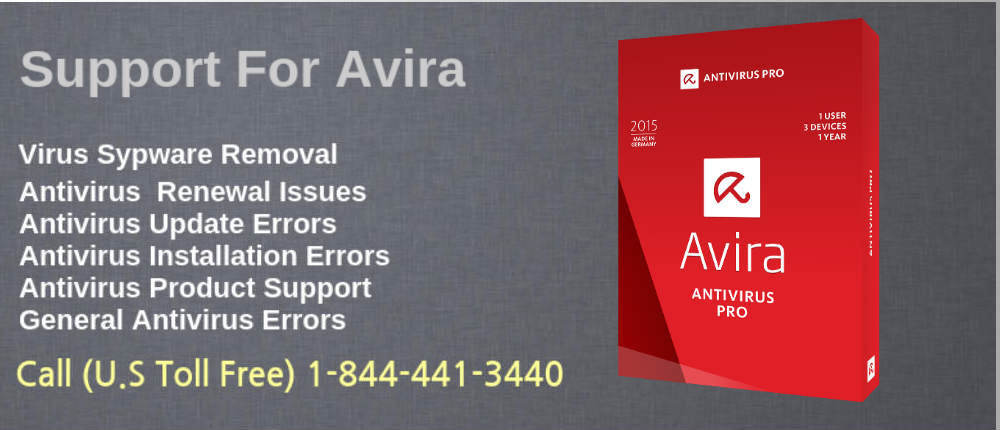 Support For Avira
Virus Sypware Removal
Antivirus  Renewal Issues
Antivirus Update Errors
Antivirus Installation Errors
Antivirus Product Support
General Antivirus Errors
Call (U.S Toll Free) 1-844-441-3440
ANTIVIRUS PRO
2015
MADE IN
GERMANY
1 USER
3 DEVICES
1 YEAR
Avira
ANTIVIRUS
PRO
ANTIVIRUS PRO